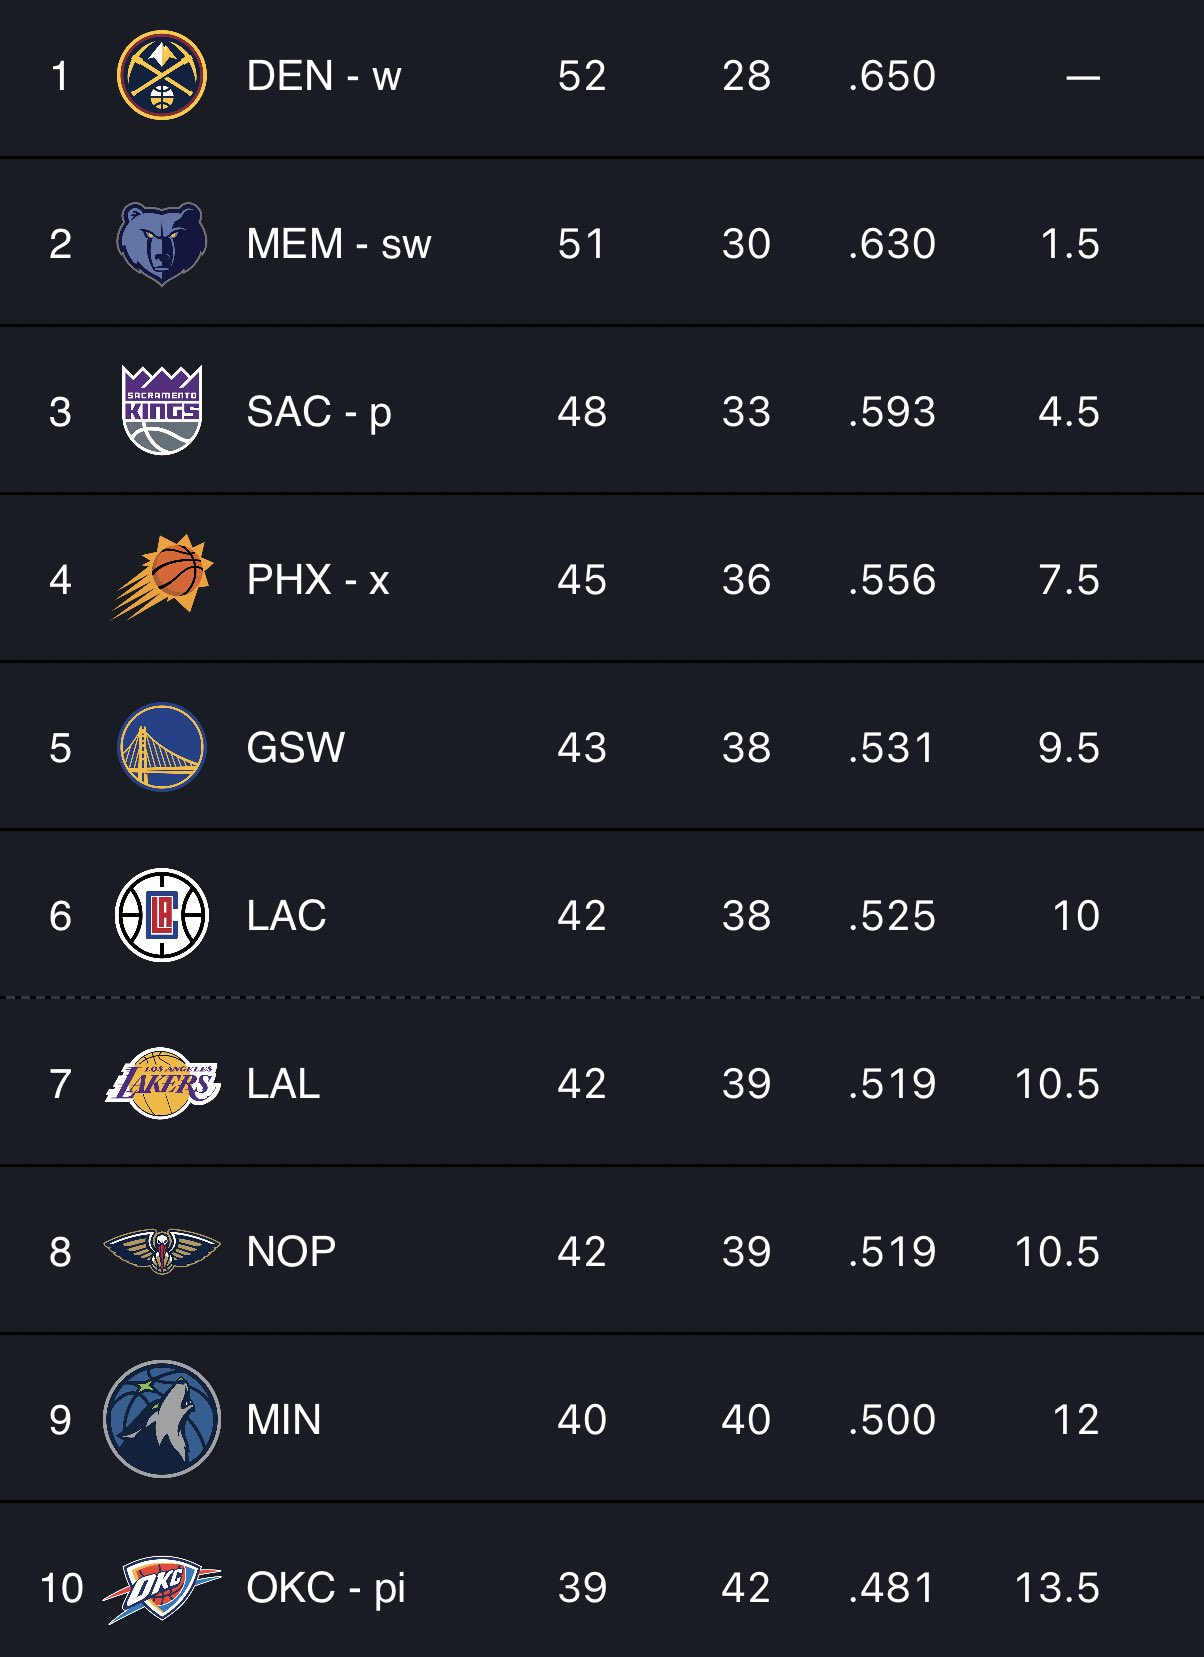 1 DEN - w 52 28 .650 —
2 MEM - sw 51 30 .630 1.5
3 SACRAMENTO KINGS SAC - p 48 33 .593 4.5
4 PHX - x 45 36 .556 7.5
5 GSW 43 38 .531 9.5
6 LA LAC 42 38 .525 10
7 LOS ANGELES LAKERS LAL 42 39 .519 10.5
8 NOP 42 39 .519 10.5
9 MIN 40 40 .500 12
10 OKC OKC - pi 39 42 .481 13.5